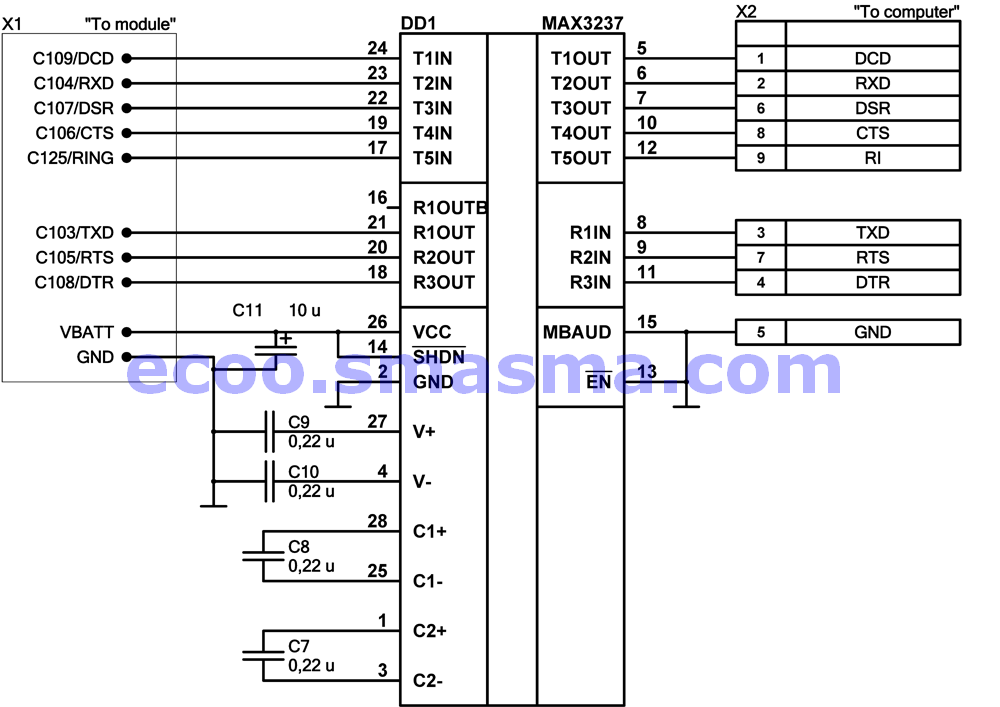 X1 "To module" DD1 MAX3237 X2 "To computer"
C109/DCD 24 T1IN T1OUT 5 1 DCD
C104/RXD 23 T2IN T2OUT 6 2 RXD
C107/DSR 22 T3IN T3OUT 7 6 DSR
C106/CTS 19 T4IN T4OUT 10 8 CTS
C125/RING 17 T5IN T5OUT 12 9 RI
16 R1OUTB
C103/TXD 21 R1OUT R1IN 8 3 TXD
C105/RTS 20 R2OUT R2IN 9 7 RTS
C108/DTR 18 R3OUT R3IN 11 4 DTR
C11 10 u
VBATT + 26 VCC MBAUD 15 5 GND
GND 14 SHDN
ecoo.smasma.com
2 GND EN 13
C9 27 V+
0,22 u
C10 4 V-
0,22 u
28 C1+
C8
0,22 u
25 C1-
1 C2+
C7
0,22 u
3 C2-